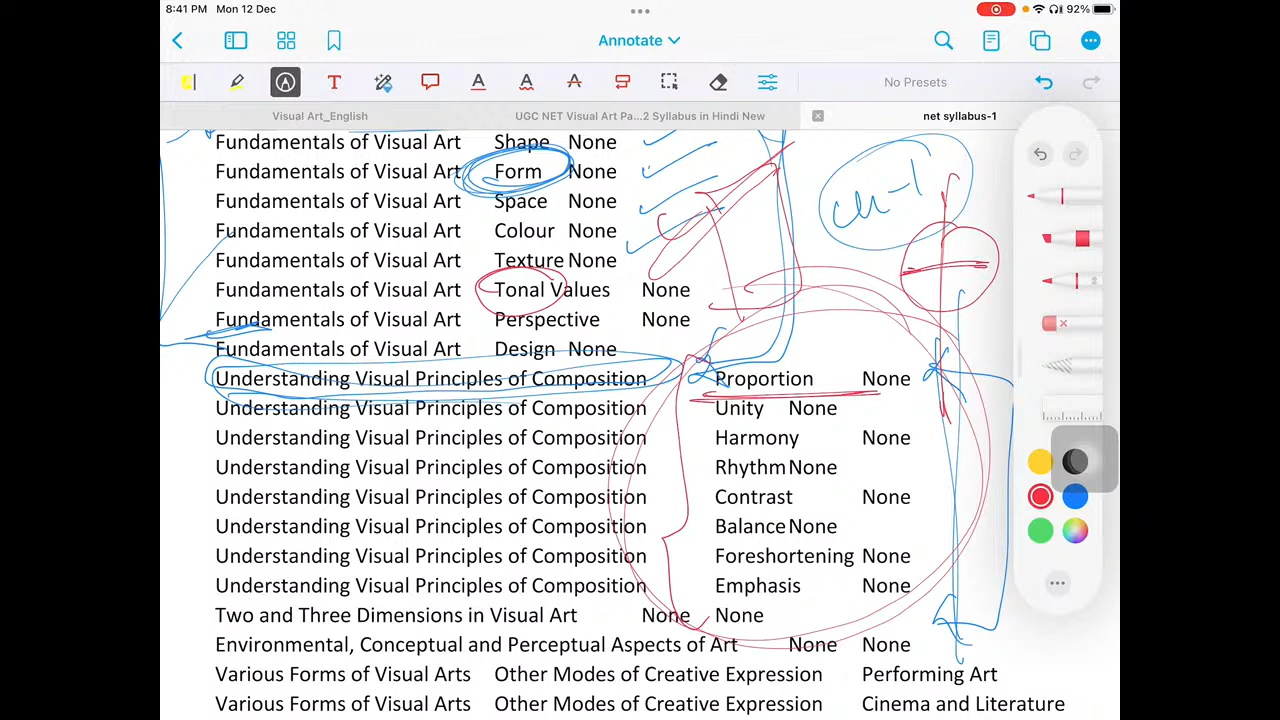 8:41 PM Mon 12 Dec 92%
Annotate
T A A A No Presets
Visual Art_English UGC NET Visual Art Pa...2 Syllabus in Hindi New net syllabus-1
Fundamentals of Visual Art Shape None
Fundamentals of Visual Art Form None
Fundamentals of Visual Art Space None
Fundamentals of Visual Art Colour None
Fundamentals of Visual Art Texture None
Fundamentals of Visual Art Tonal Values None
Fundamentals of Visual Art Perspective None
Fundamentals of Visual Art Design None
Understanding Visual Principles of Composition Proportion None
Understanding Visual Principles of Composition Unity None
Understanding Visual Principles of Composition Harmony None
Understanding Visual Principles of Composition Rhythm None
Understanding Visual Principles of Composition Contrast None
Understanding Visual Principles of Composition Balance None
Understanding Visual Principles of Composition Foreshortening None
Understanding Visual Principles of Composition Emphasis None
Two and Three Dimensions in Visual Art None None
Environmental, Conceptual and Perceptual Aspects of Art None None
Various Forms of Visual Arts Other Modes of Creative Expression Performing Art
Various Forms of Visual Arts Other Modes of Creative Expression Cinema and Literature